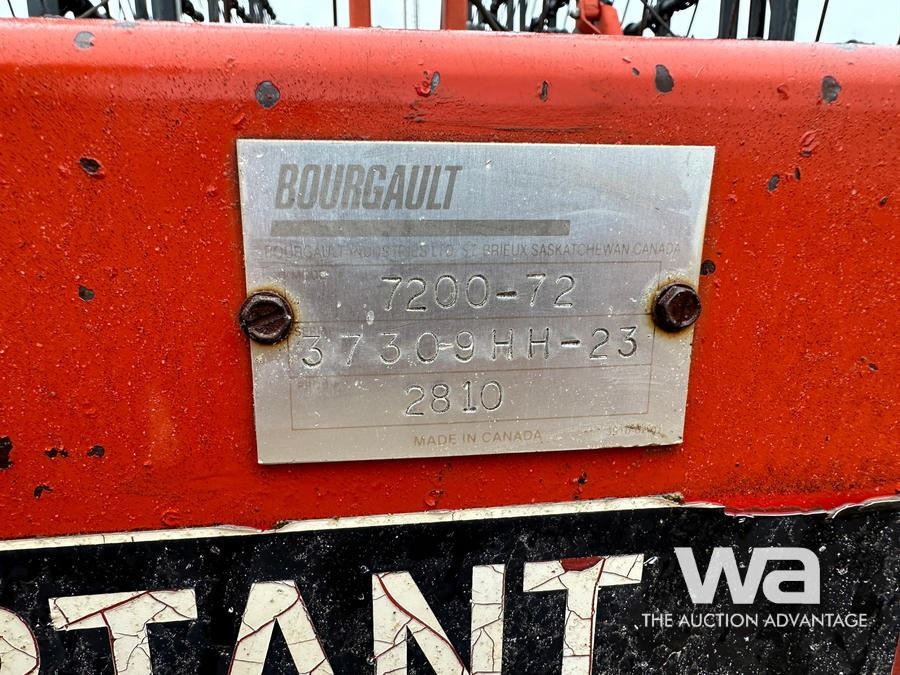 BOURGAULT
BOURGAULT INDUSTRIES LTD. ST. BRIEUX SASKATCHEWAN CANADA
7200-72
37309HH-23
2810
MADE IN CANADA
RTANT
wa
THE AUCTION ADVANTAGE